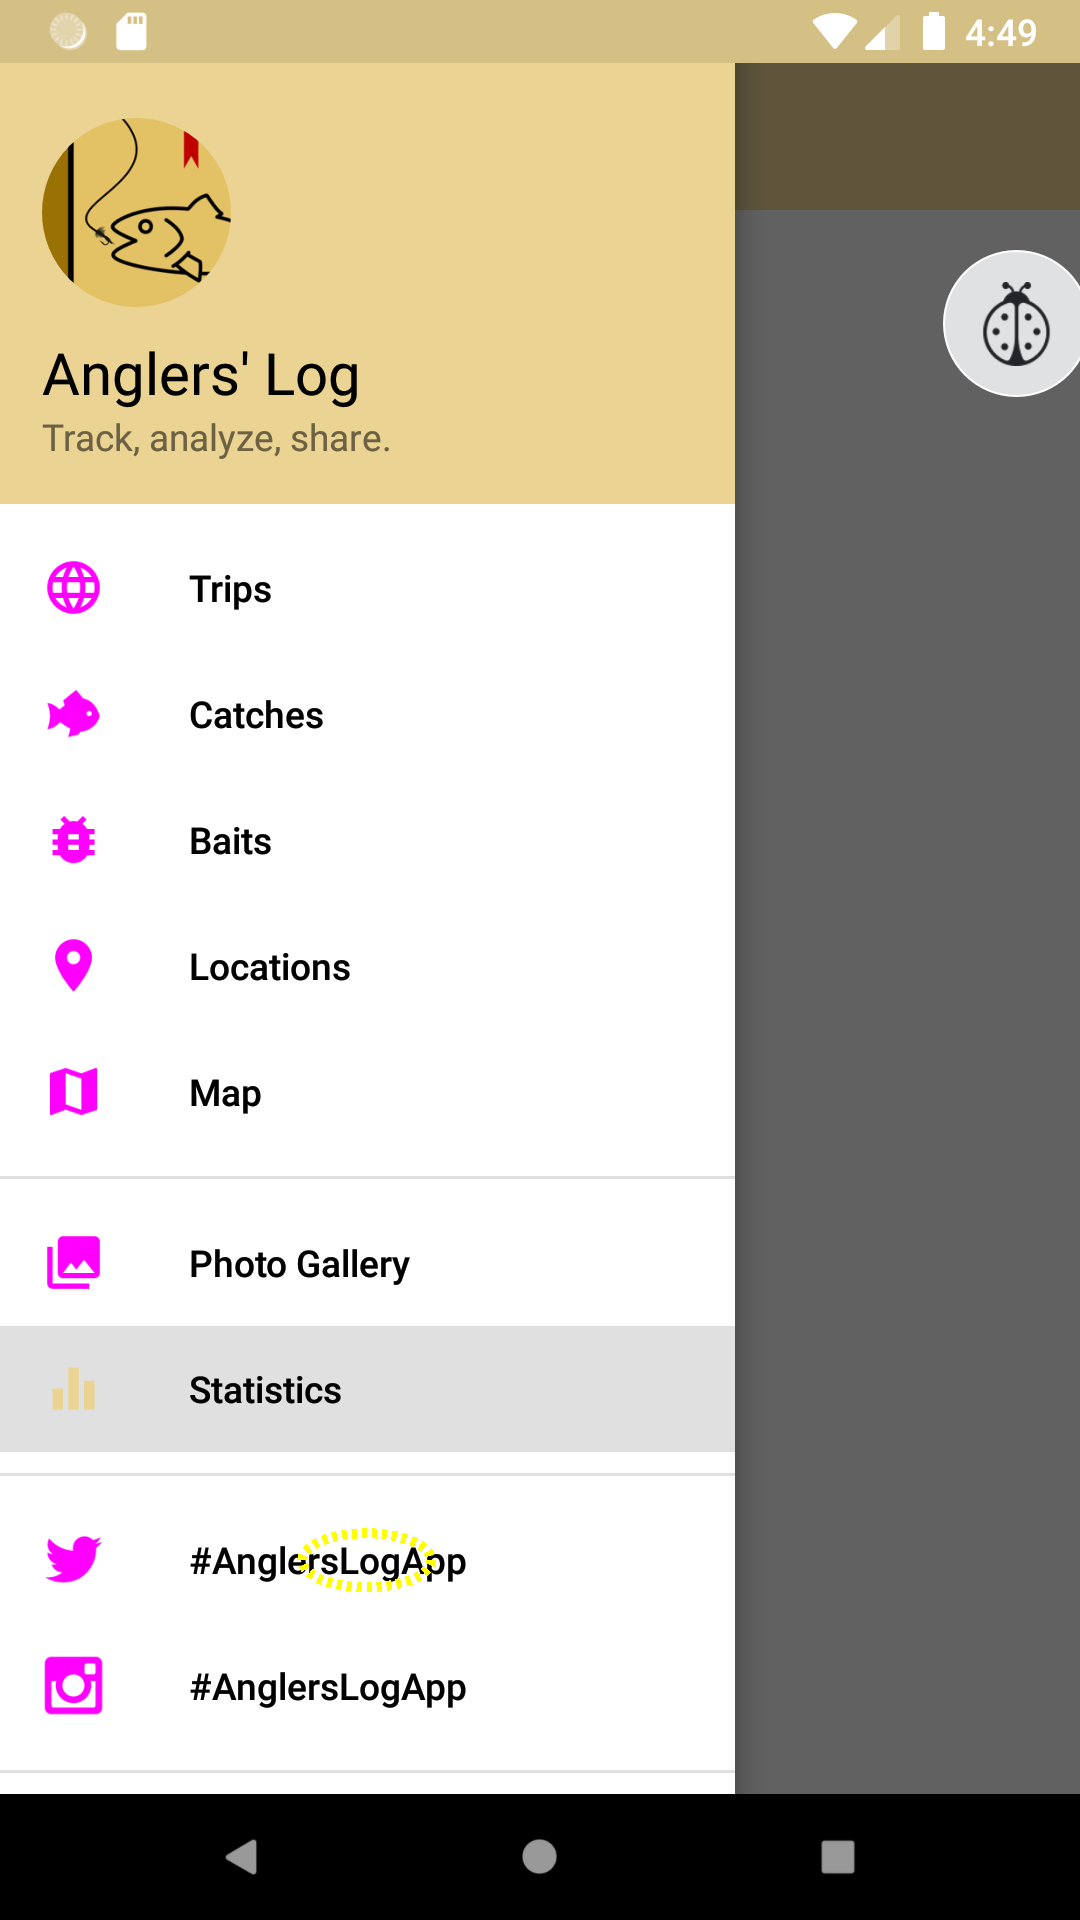 4:49
Anglers' Log
Track, analyze, share.
Trips
Catches
Baits
Locations
Map
Photo Gallery
Statistics
#AnglersLogApp
#AnglersLogApp